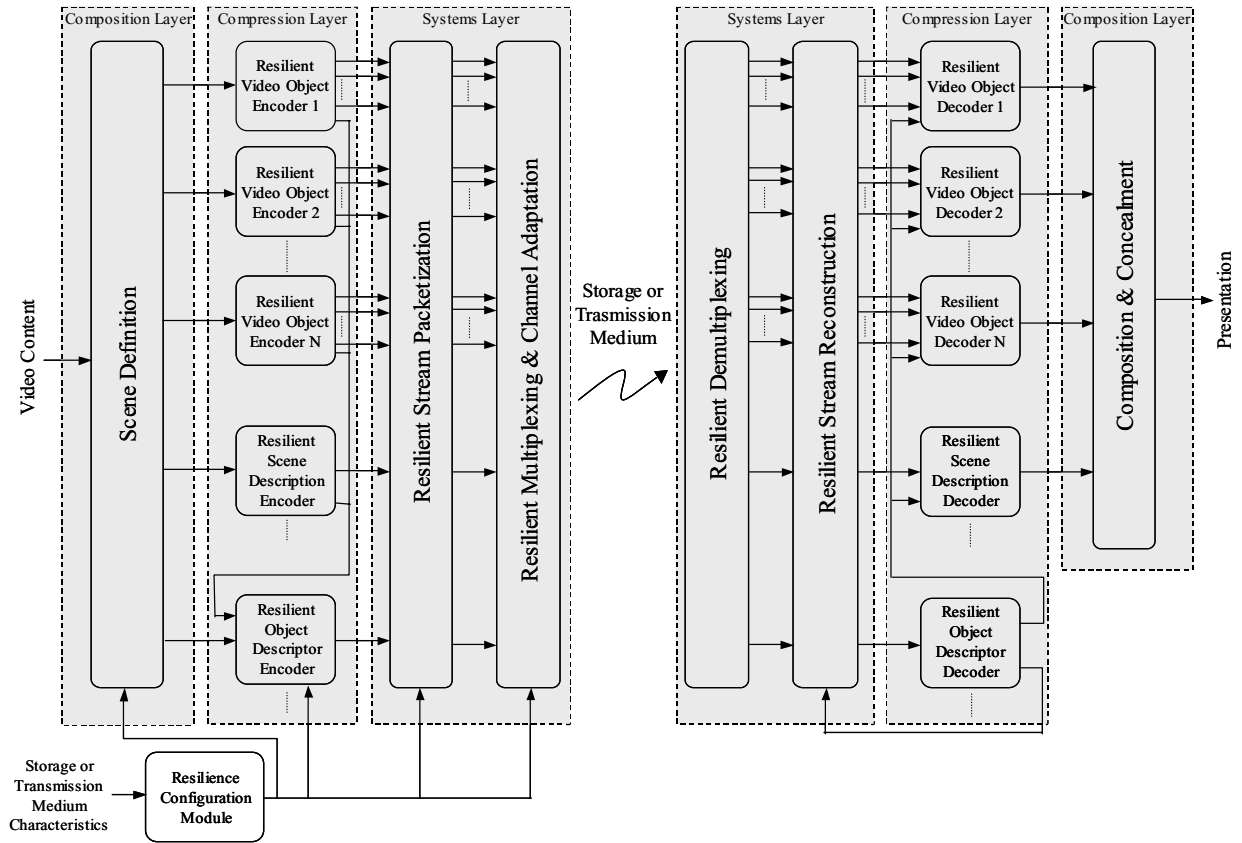 Composition Layer
Compression Layer
Systems Layer
Systems Layer
Compression Layer
Composition Layer
Video Content
Scene Definition
Resilient
Video Object
Encoder 1
Resilient
Video Object
Encoder 2
Resilient
Video Object
Encoder N
Resilient
Scene
Description
Encoder
Resilient
Object
Descriptor
Encoder
Resilient Stream Packetization
Resilient Multiplexing & Channel Adaptation
Storage or
Trasmission
Medium
Resilient Demultiplexing
Resilient Stream Reconstruction
Resilient
Video Object
Decoder 1
Resilient
Video Object
Decoder 2
Resilient
Video Object
Decoder N
Resilient
Scene
Description
Decoder
Resilient
Object
Descriptor
Decoder
Composition & Concealment
Presentation
Storage or
Transmission
Medium
Characteristics
Resilience
Configuration
Module